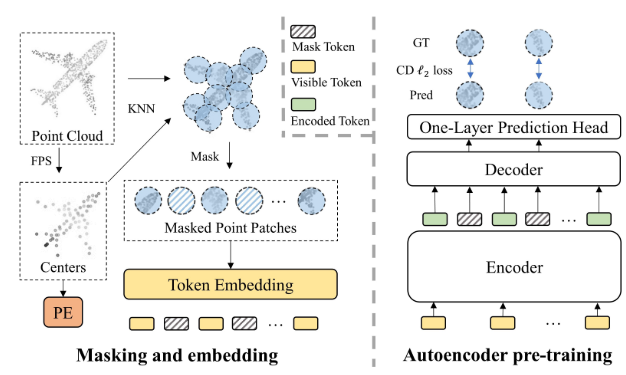 Point Cloud
FPS
KNN
Centers
PE
Mask
Masked Point Patches
...
Token Embedding
...
Masking and embedding
Mask Token
Visible Token
Encoded Token
GT
CD ℓ₂ loss
Pred
One-Layer Prediction Head
Decoder
...
Encoder
...
Autoencoder pre-training